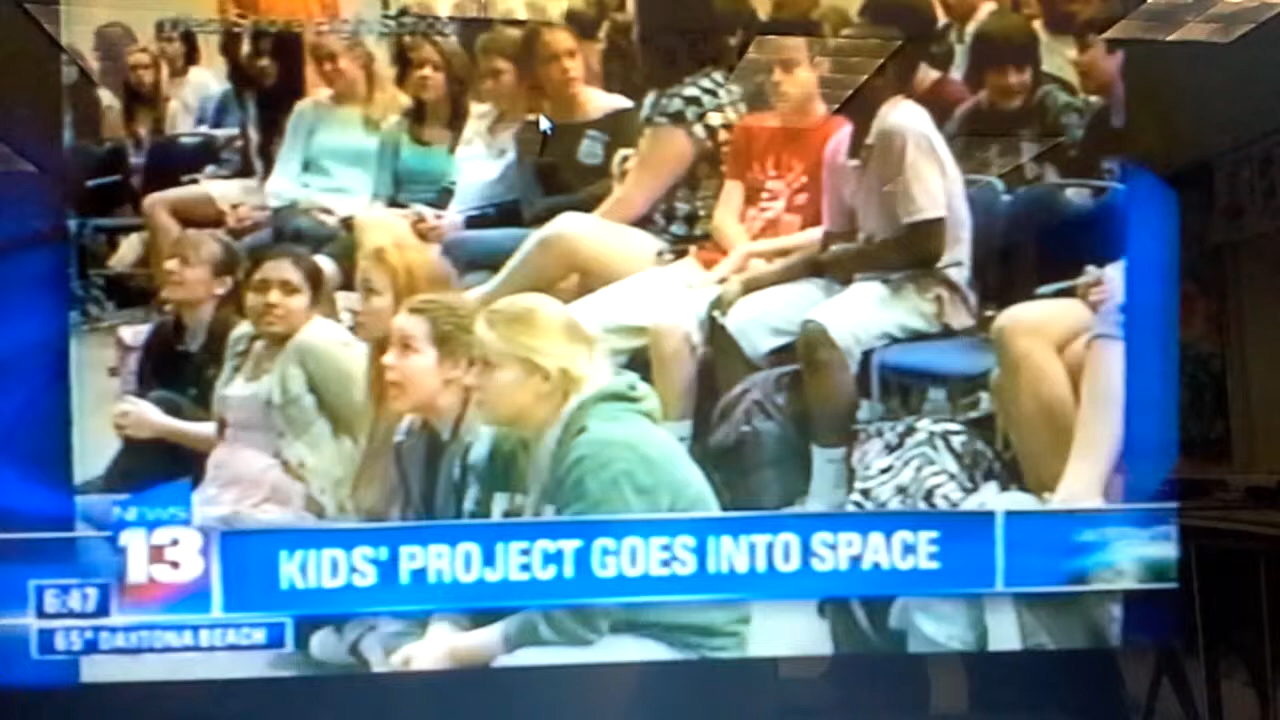 NEWS
13
KIDS' PROJECT GOES INTO SPACE
6:47
65° DAYTONA BEACH